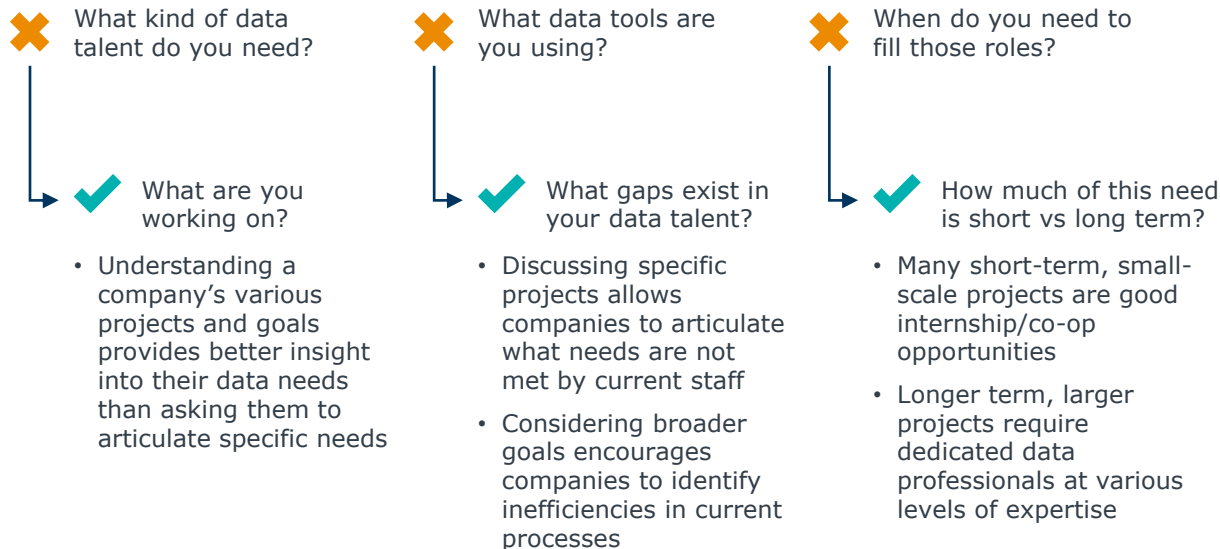 What kind of data
talent do you need?
What are you
working on?
• Understanding a
company’s various
projects and goals
provides better insight
into their data needs
than asking them to
articulate specific needs
What data tools are
you using?
What gaps exist in
your data talent?
• Discussing specific
projects allows
companies to articulate
what needs are not
met by current staff
• Considering broader
goals encourages
companies to identify
inefficiencies in current
processes
When do you need to
fill those roles?
How much of this need
is short vs long term?
• Many short-term, small-
scale projects are good
internship/co-op
opportunities
• Longer term, larger
projects require
dedicated data
professionals at various
levels of expertise